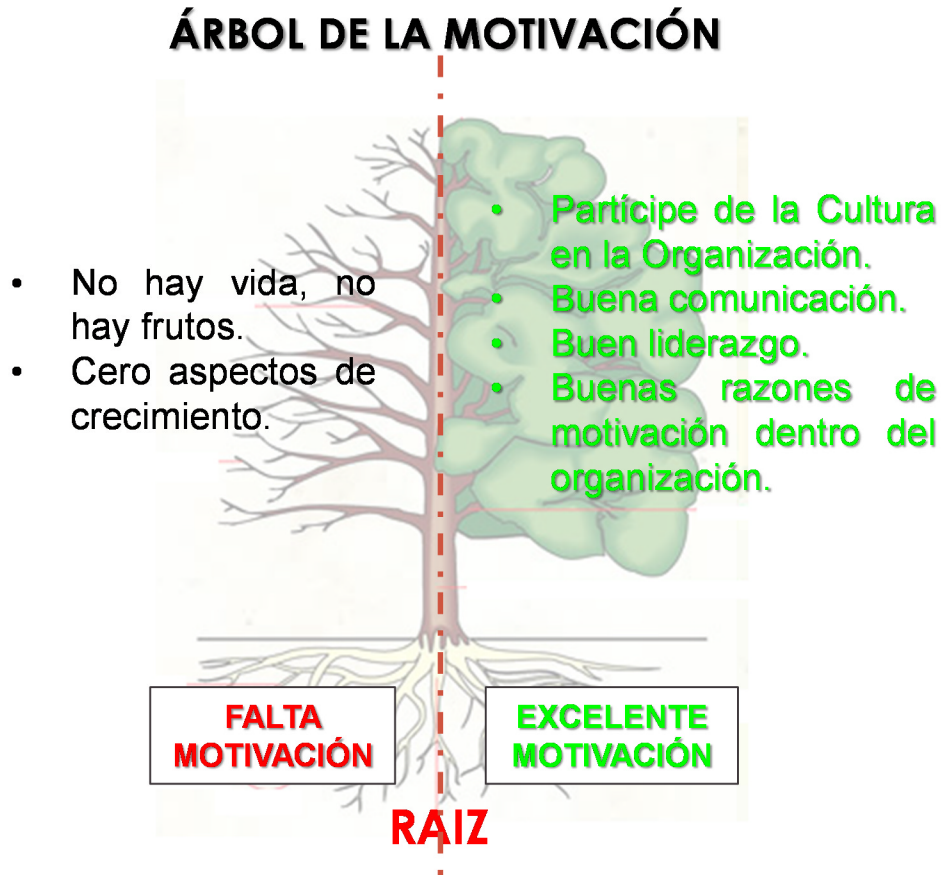 ÁRBOL DE LA MOTIVACIÓN
• No hay vida, no
hay frutos.
• Cero aspectos de
crecimiento.
• Partícipe de la Cultura
en la Organización.
• Buena comunicación.
• Buen liderazgo.
• Buenas razones de
motivación dentro del
organización.
FALTA
MOTIVACIÓN
EXCELENTE
MOTIVACIÓN
RAIZ